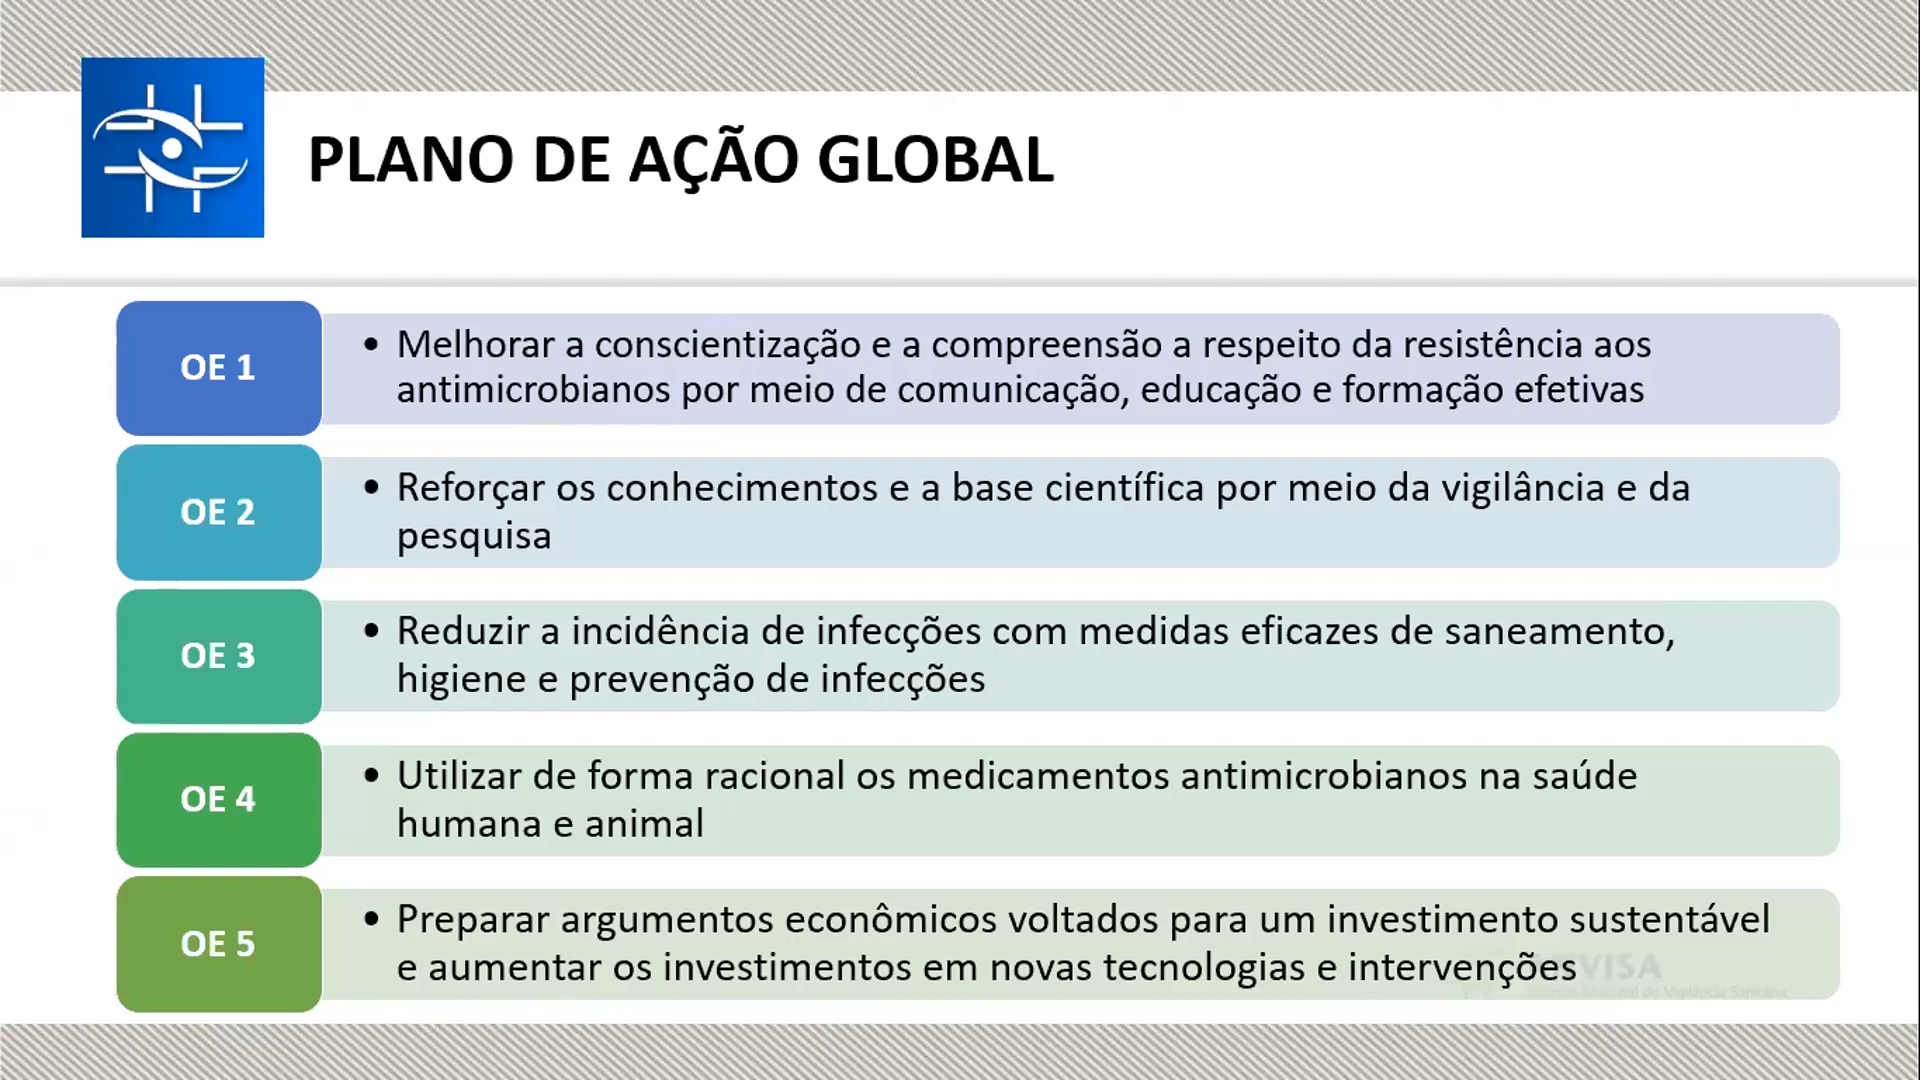 PLANO DE AÇÃO GLOBAL
OE 1
• Melhorar a conscientização e a compreensão a respeito da resistência aos
antimicrobianos por meio de comunicação, educação e formação efetivas
OE 2
• Reforçar os conhecimentos e a base científica por meio da vigilância e da
pesquisa
OE 3
• Reduzir a incidência de infecções com medidas eficazes de saneamento,
higiene e prevenção de infecções
OE 4
• Utilizar de forma racional os medicamentos antimicrobianos na saúde
humana e animal
OE 5
• Preparar argumentos econômicos voltados para um investimento sustentável
e aumentar os investimentos em novas tecnologias e intervenções
de Vigilância Sanitária